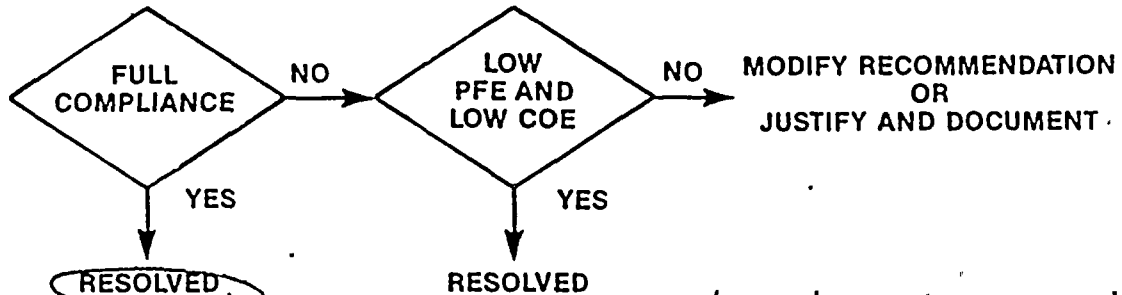 FULL
COMPLIANCE
NO
LOW
PFE AND
LOW COE
NO
MODIFY RECOMMENDATION
OR
JUSTIFY AND DOCUMENT
YES
YES
RESOLVED
RESOLVED